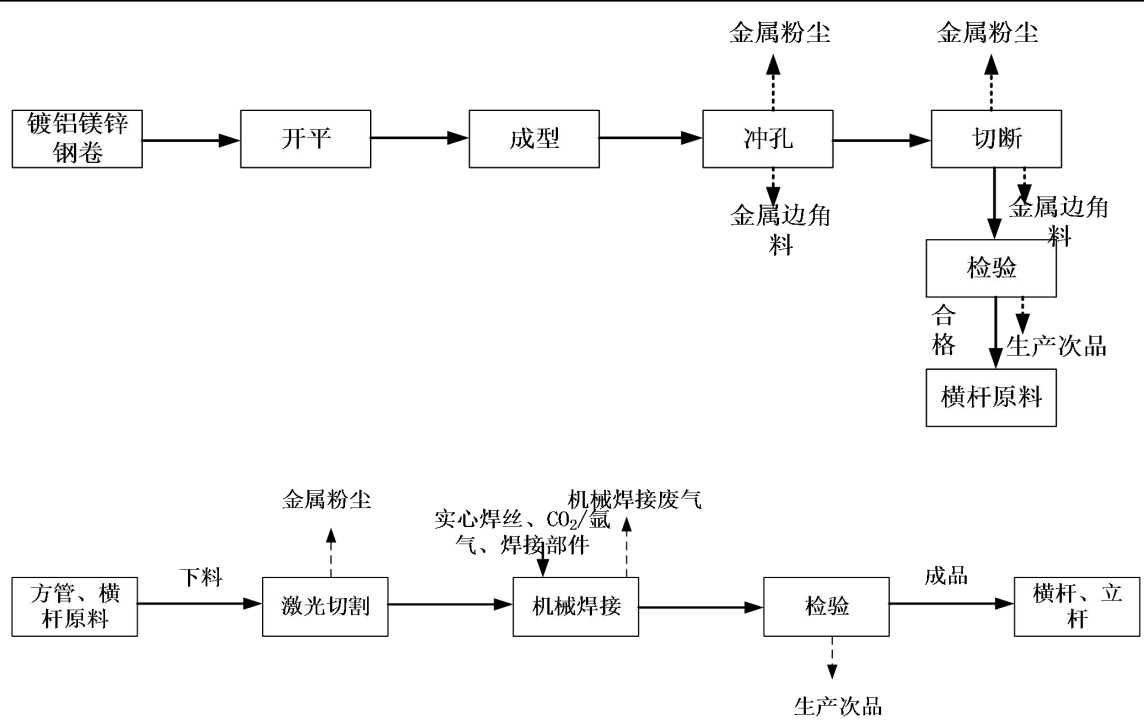 金属粉尘
金属粉尘
镀铝镁锌
钢卷
开平
成型
冲孔
切断
金属边角
料
金属边角
料
检验
合
格
生产次品
横杆原料
金属粉尘
机械焊接废气
实心焊丝、CO₂/氩
气、焊接部件
方管、横
杆原料
下料
激光切割
机械焊接
检验
成品
横杆、立
杆
生产次品